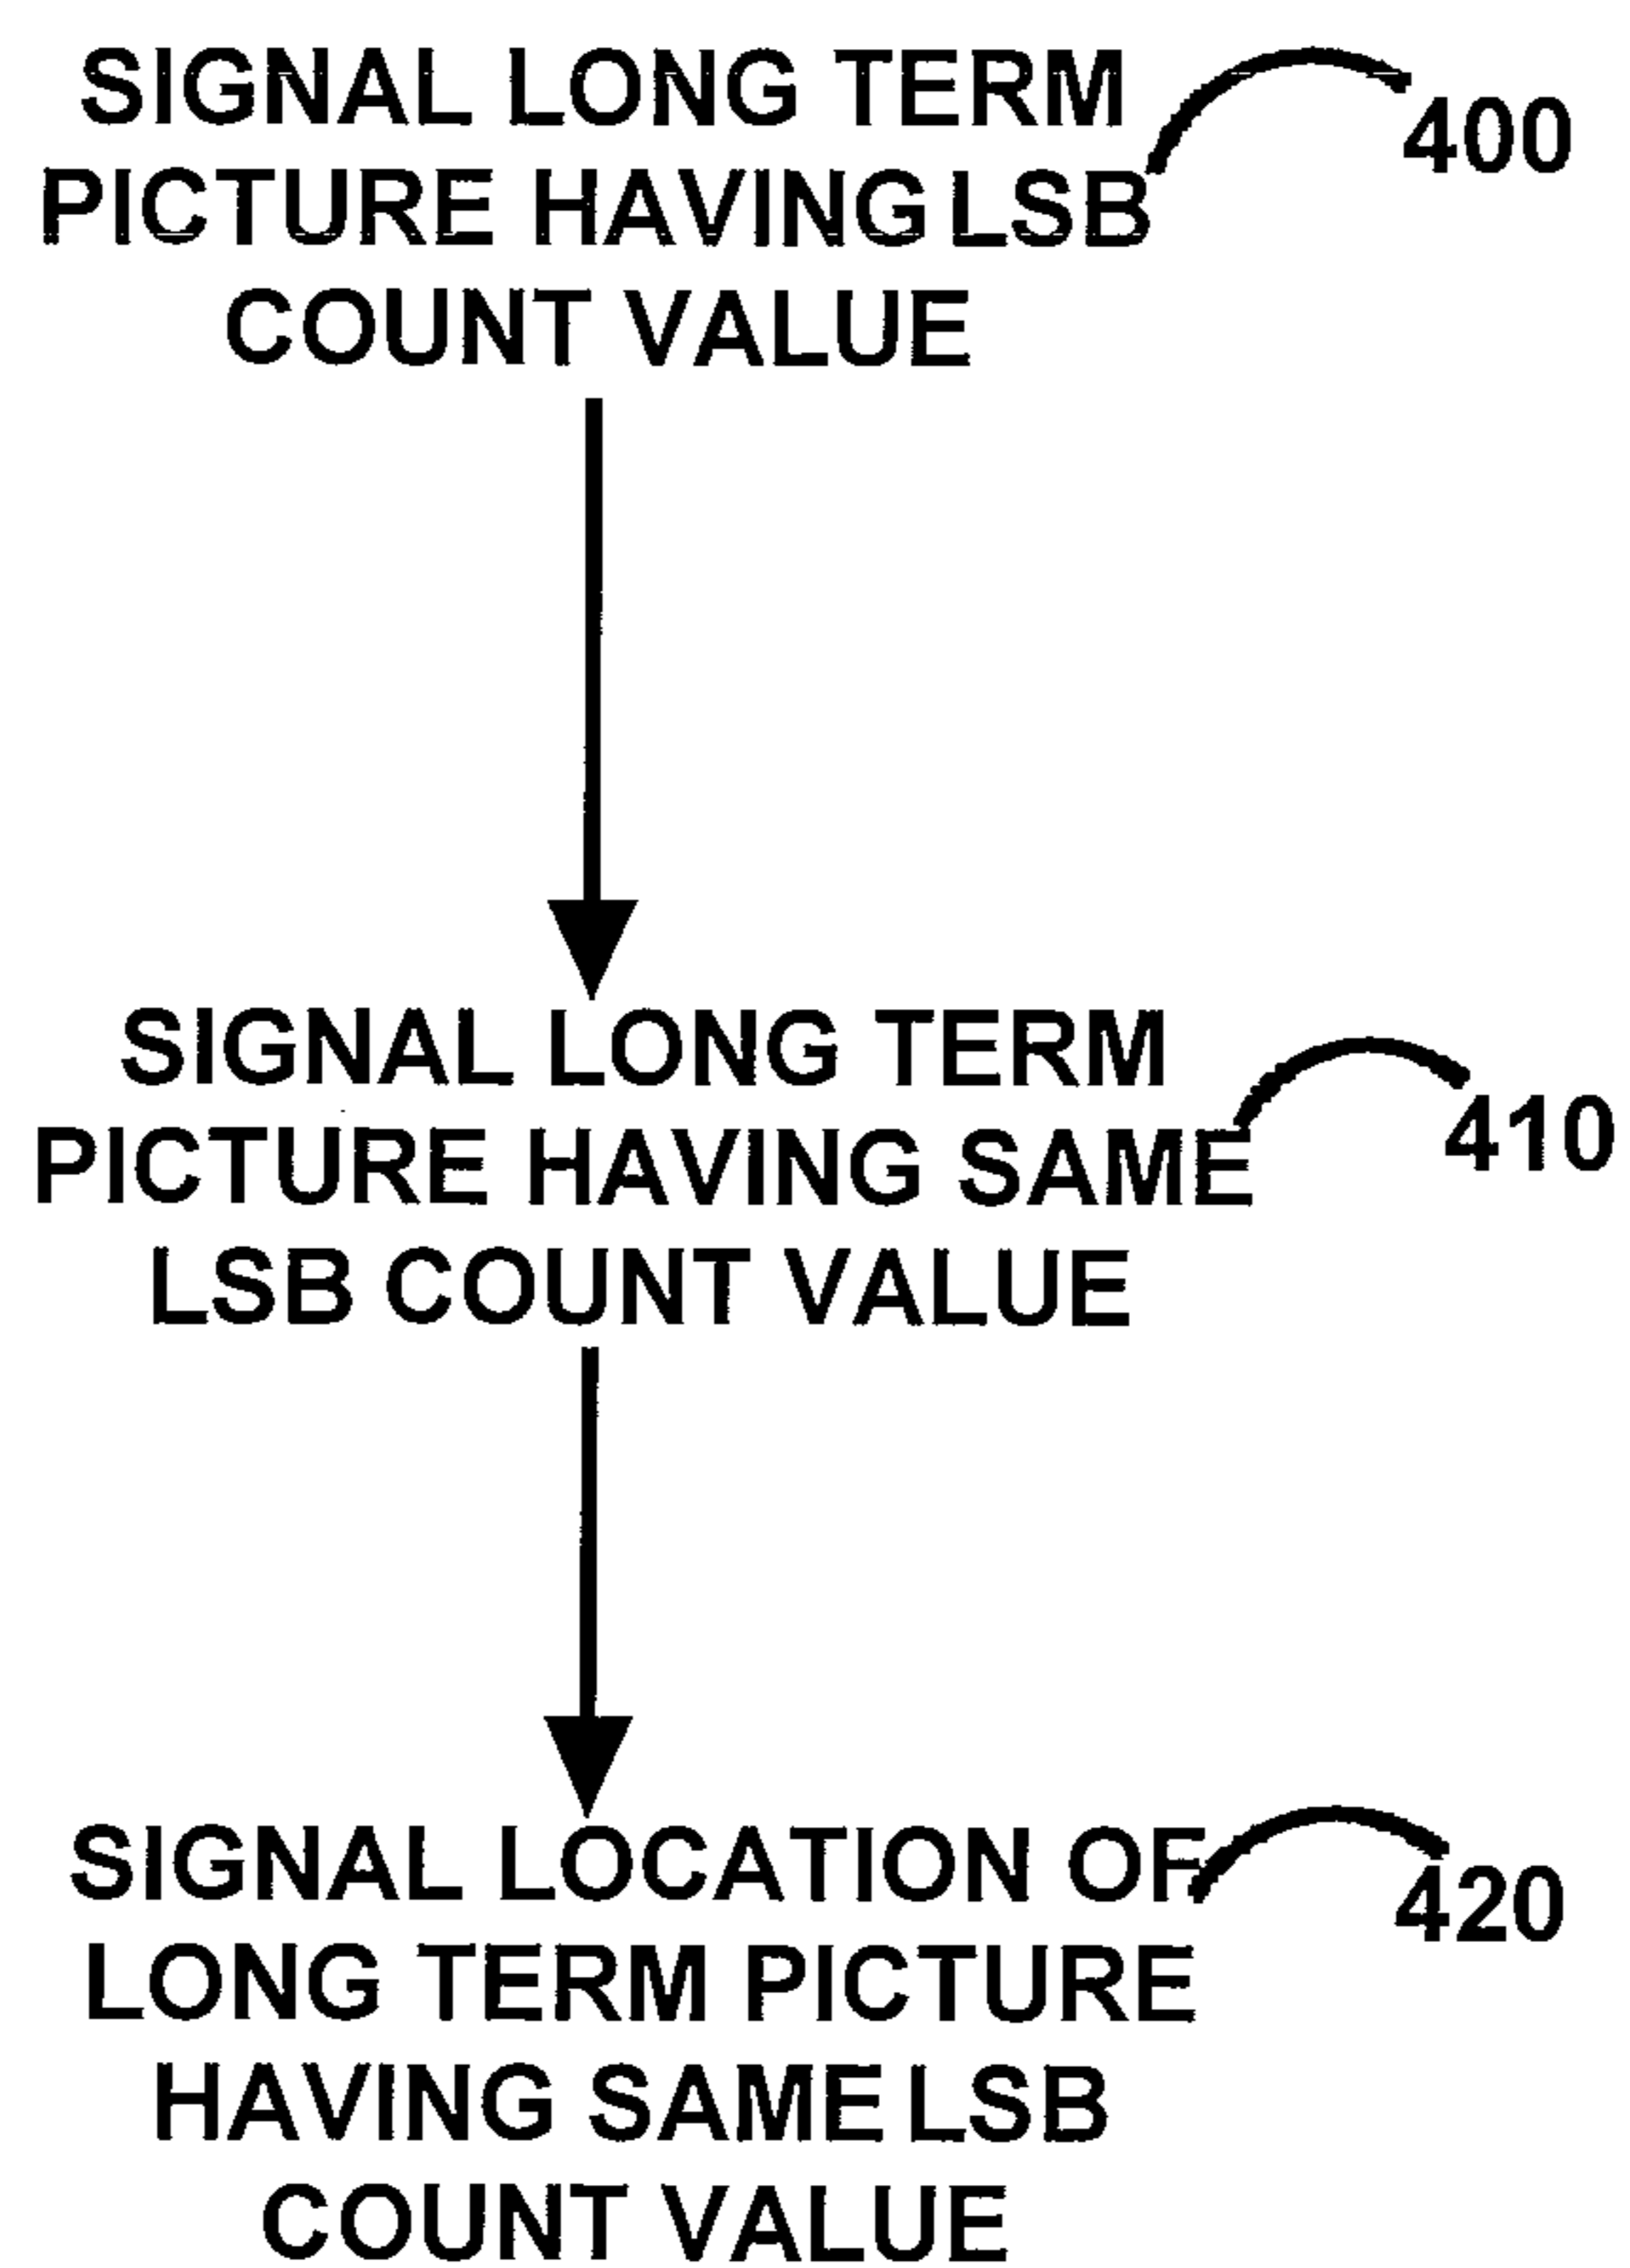 SIGNAL LONG TERM
400
PICTURE HAVING LSB
COUNT VALUE
SIGNAL LONG TERM
410
PICTURE HAVING SAME
LSB COUNT VALUE
SIGNAL LOCATION OF
420
LONG TERM PICTURE
HAVING SAME LSB
COUNT VALUE